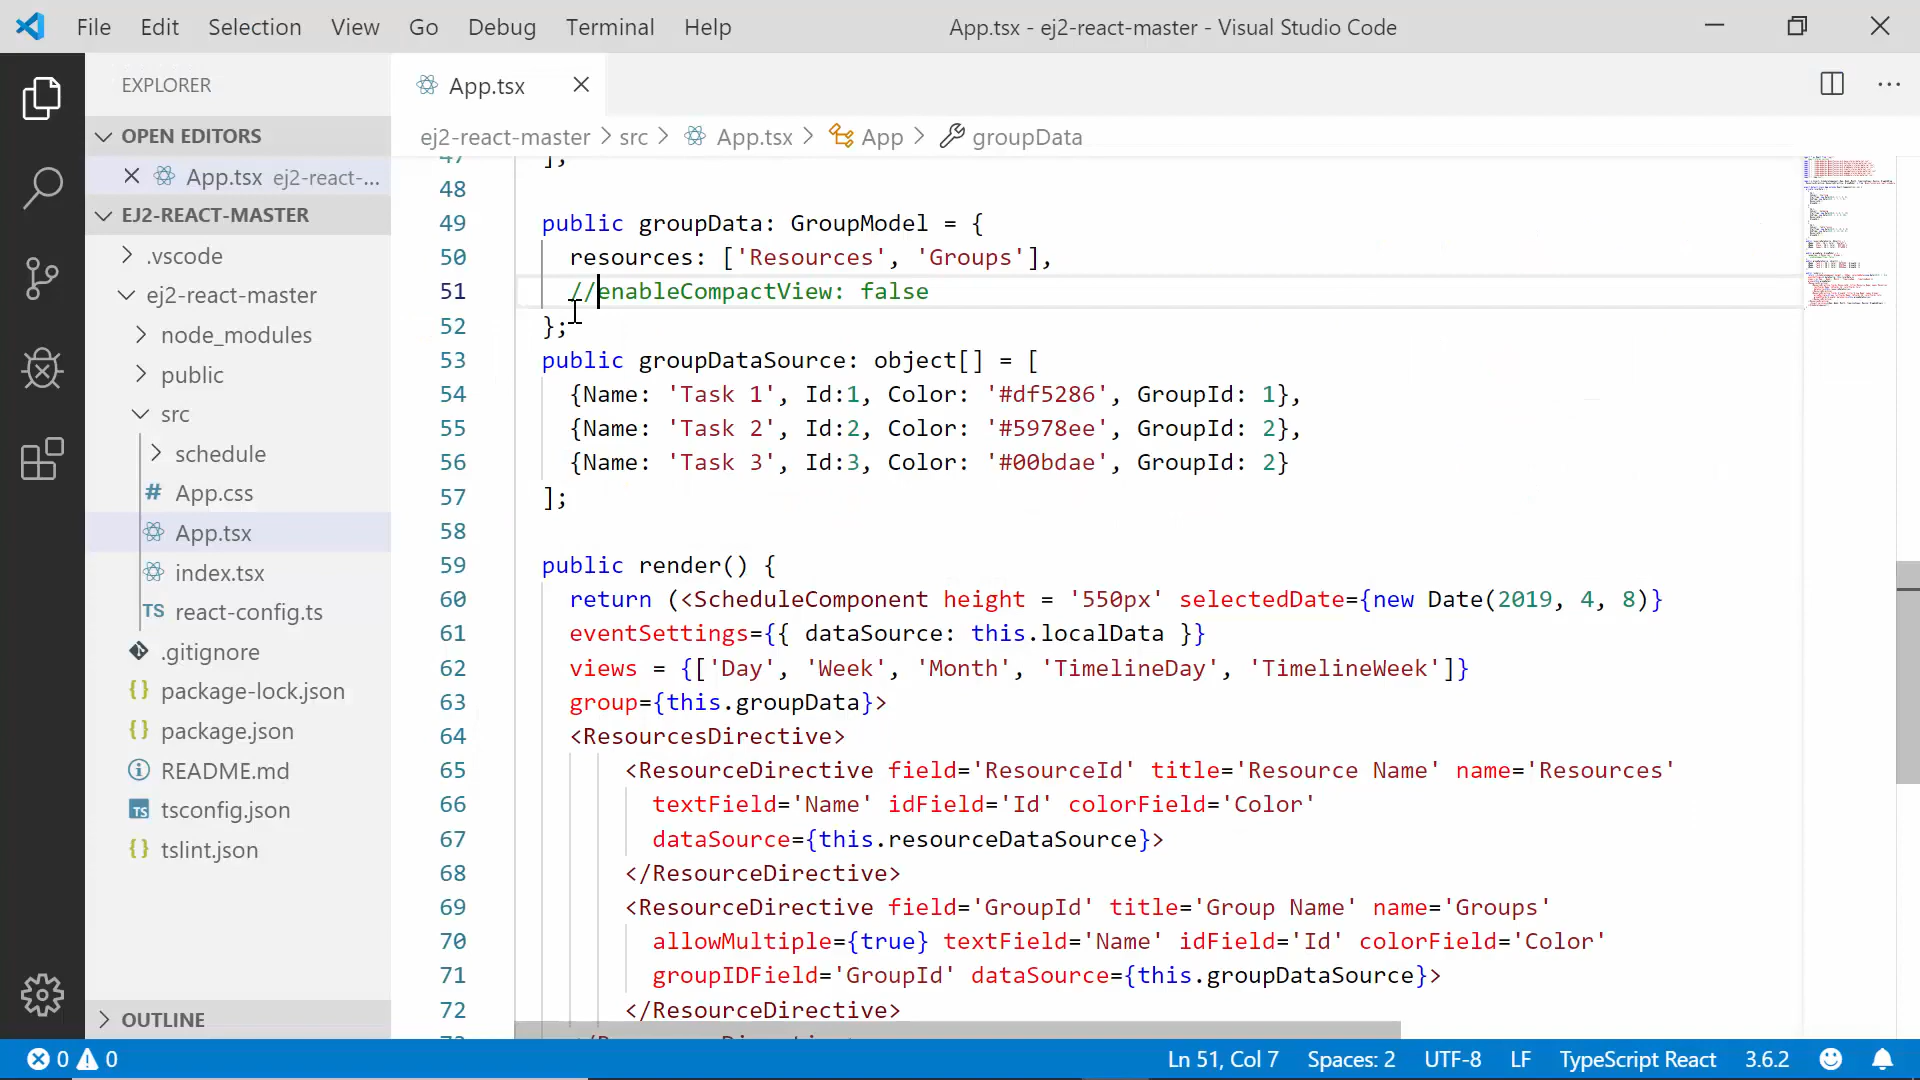 File Edit Selection View Go Debug Terminal Help
App.tsx - ej2-react-master - Visual Studio Code
EXPLORER
OPEN EDITORS
App.tsx ej2-react-...
EJ2-REACT-MASTER
.vscode
ej2-react-master
node_modules
public
src
schedule
# App.css
App.tsx
index.tsx
TS react-config.ts
.gitignore
{} package-lock.json
{} package.json
README.md
TS tsconfig.json
{} tslint.json
OUTLINE
App.tsx
ej2-react-master > src > App.tsx > App > groupData
47 ];
48
49 public groupData: GroupModel = {
50 resources: ['Resources', 'Groups'],
51 //enableCompactView: false
52 };
53 public groupDataSource: object[] = [
54 {Name: 'Task 1', Id:1, Color: '#df5286', GroupId: 1},
55 {Name: 'Task 2', Id:2, Color: '#5978ee', GroupId: 2},
56 {Name: 'Task 3', Id:3, Color: '#00bdae', GroupId: 2}
57 ];
58
59 public render() {
60 return (<ScheduleComponent height = '550px' selectedDate={new Date(2019, 4, 8)}
61 eventSettings={{ dataSource: this.localData }}
62 views = {['Day', 'Week', 'Month', 'TimelineDay', 'TimelineWeek']}
63 group={this.groupData}>
64 <ResourcesDirective>
65 <ResourceDirective field='ResourceId' title='Resource Name' name='Resources'
66 textField='Name' idField='Id' colorField='Color'
67 dataSource={this.resourceDataSource}>
68 </ResourceDirective>
69 <ResourceDirective field='GroupId' title='Group Name' name='Groups'
70 allowMultiple={true} textField='Name' idField='Id' colorField='Color'
71 groupIDField='GroupId' dataSource={this.groupDataSource}>
72 </ResourceDirective>
0 0
Ln 51, Col 7 Spaces: 2 UTF-8 LF TypeScript React 3.6.2